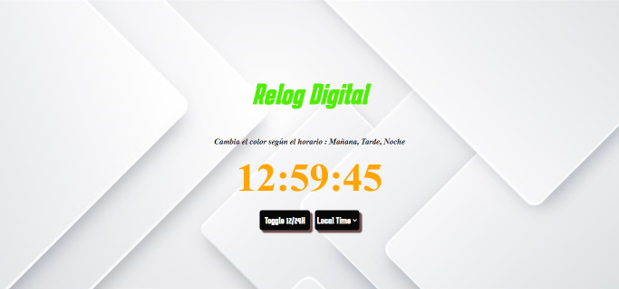 Relog Digital
Cambia el color según el horario : Mañana, Tarde, Noche
12:59:45
Toggle 12/24H Local Time